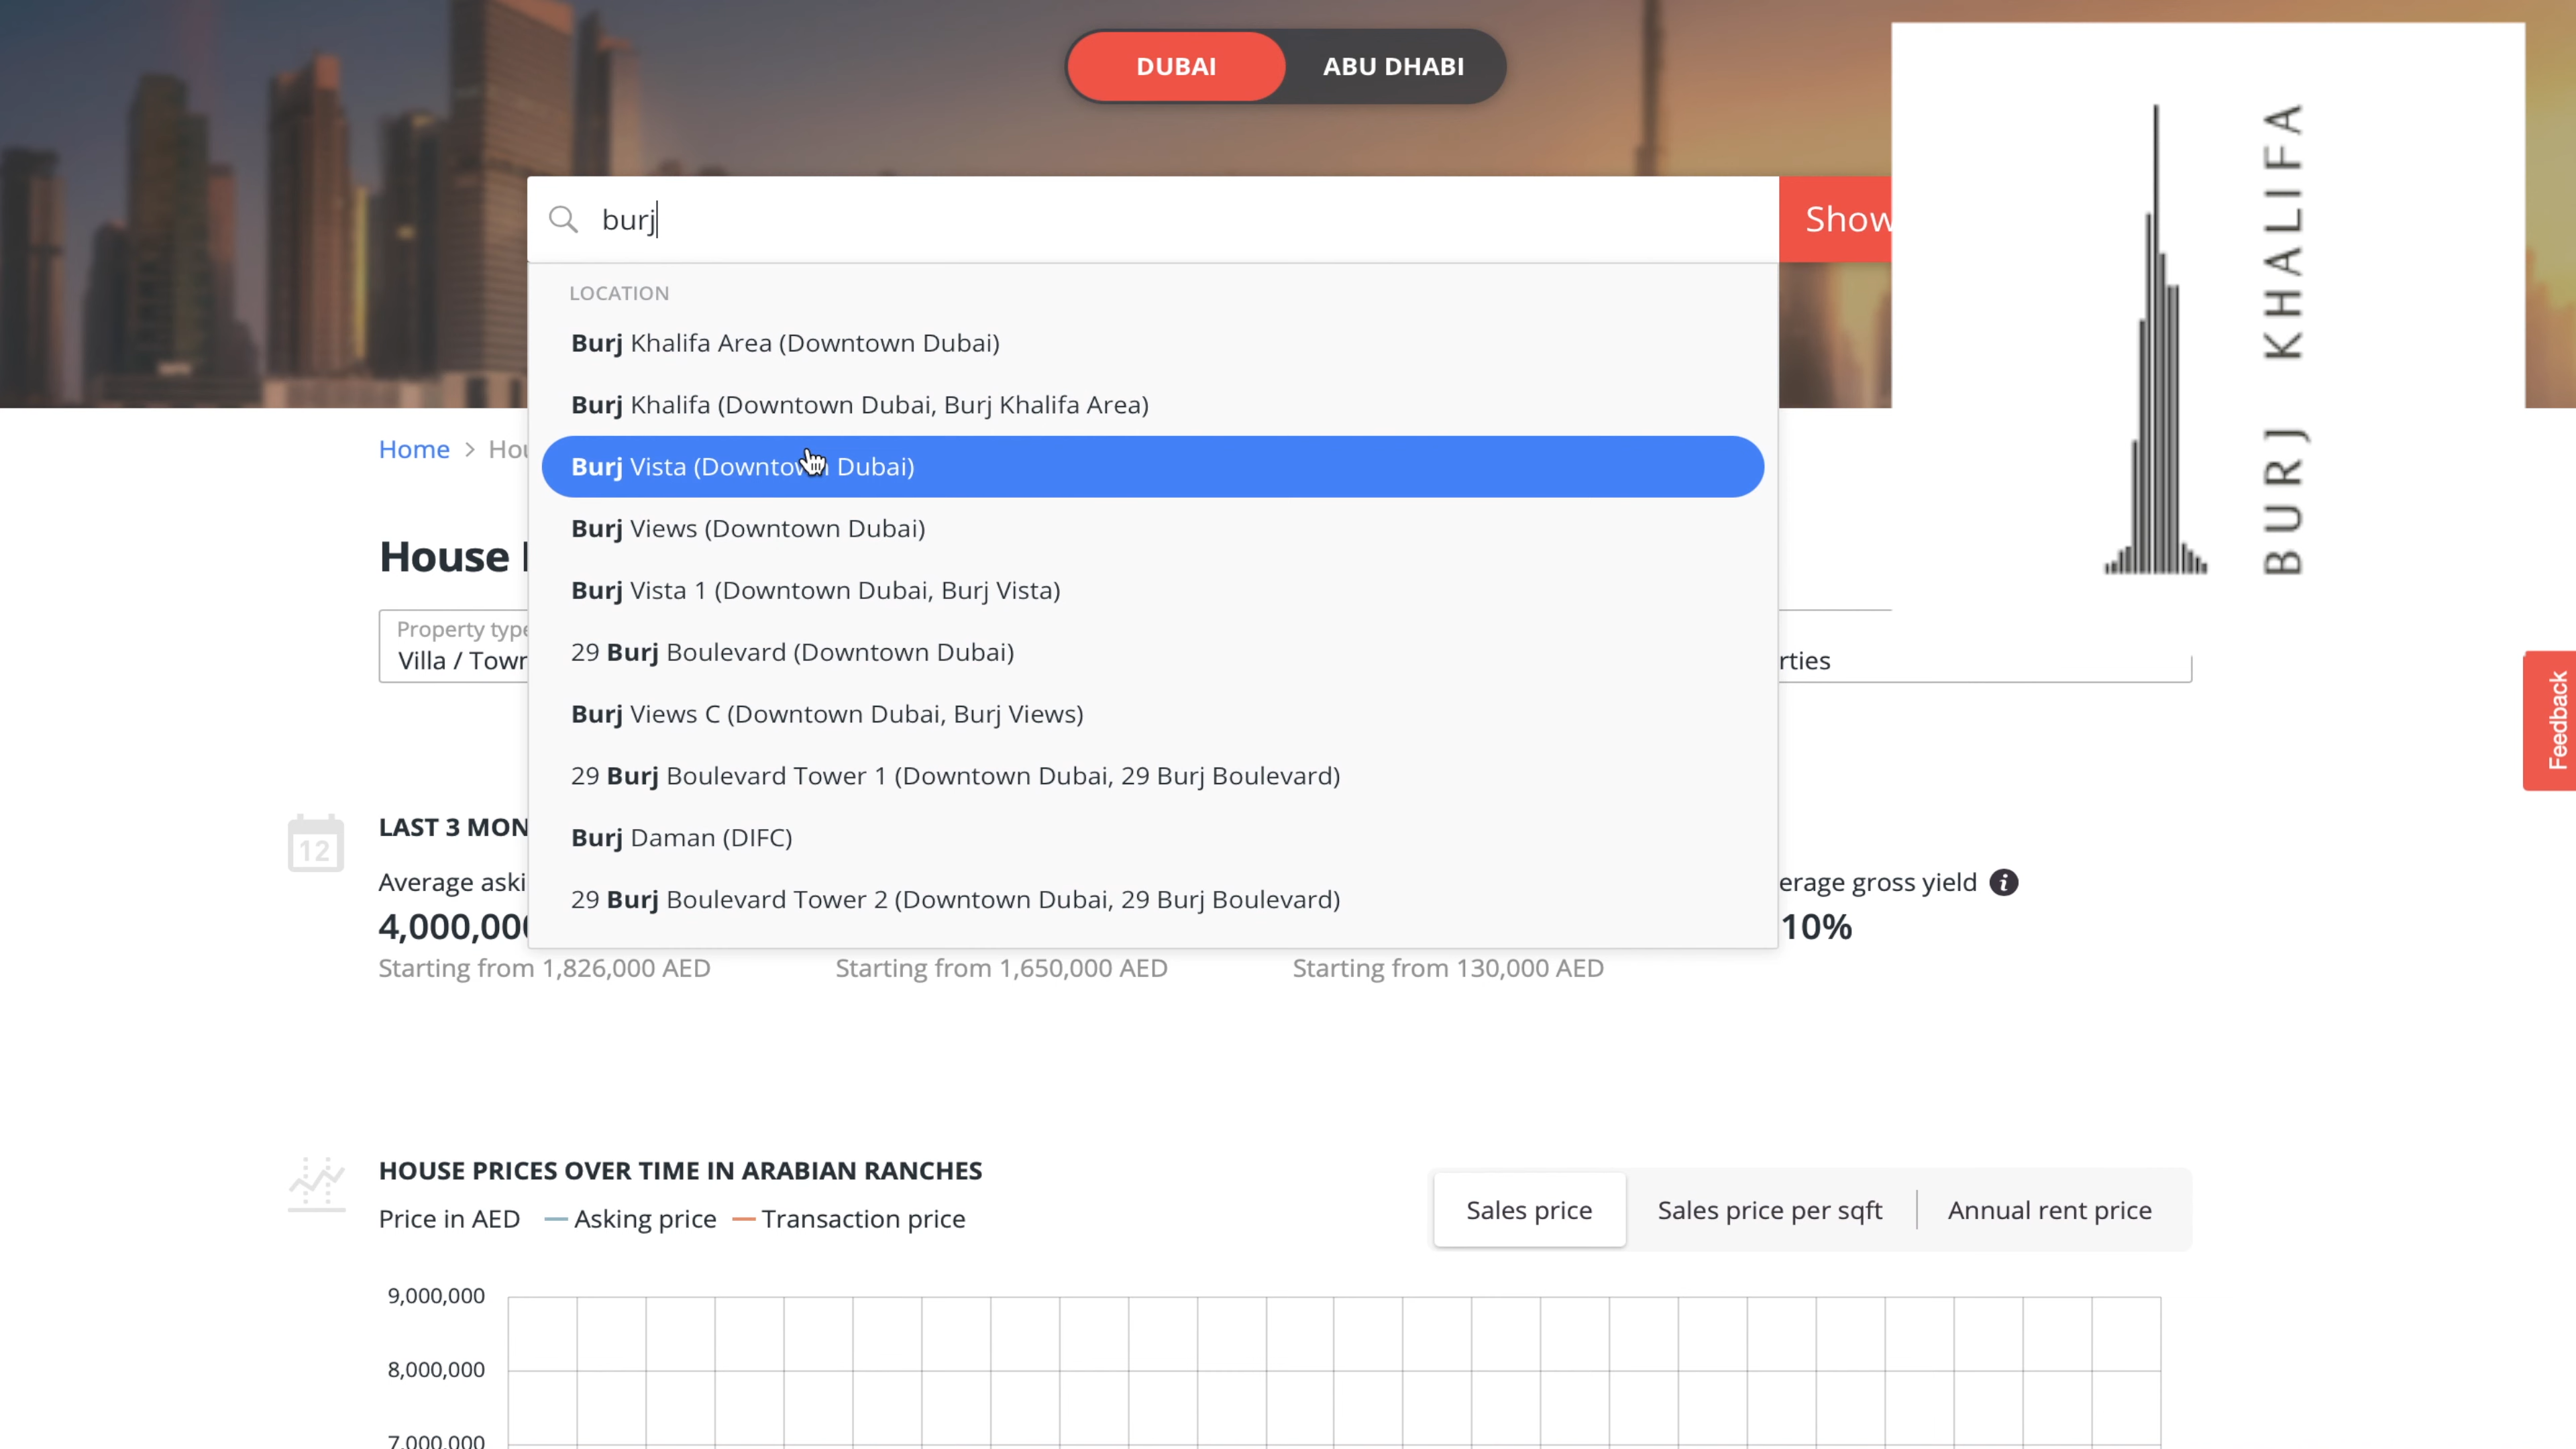 DUBAI
ABU DHABI
burj
Show
BURJ KHALIFA
LOCATION
Burj Khalifa Area (Downtown Dubai)
Burj Khalifa (Downtown Dubai, Burj Khalifa Area)
Burj Vista (Downtown Dubai)
Burj Views (Downtown Dubai)
Burj Vista 1 (Downtown Dubai, Burj Vista)
29 Burj Boulevard (Downtown Dubai)
Burj Views C (Downtown Dubai, Burj Views)
29 Burj Boulevard Tower 1 (Downtown Dubai, 29 Burj Boulevard)
Burj Daman (DIFC)
29 Burj Boulevard Tower 2 (Downtown Dubai, 29 Burj Boulevard)
Home > Hou
House
Property type
Villa / Town
rties
Feedback
12
LAST 3 MON
Average aski
4,000,000
Starting from 1,826,000 AED
Starting from 1,650,000 AED
Starting from 130,000 AED
erage gross yield
10%
HOUSE PRICES OVER TIME IN ARABIAN RANCHES
Price in AED Asking price Transaction price
Sales price
Sales price per sqft
Annual rent price
9,000,000
8,000,000
7,000,000